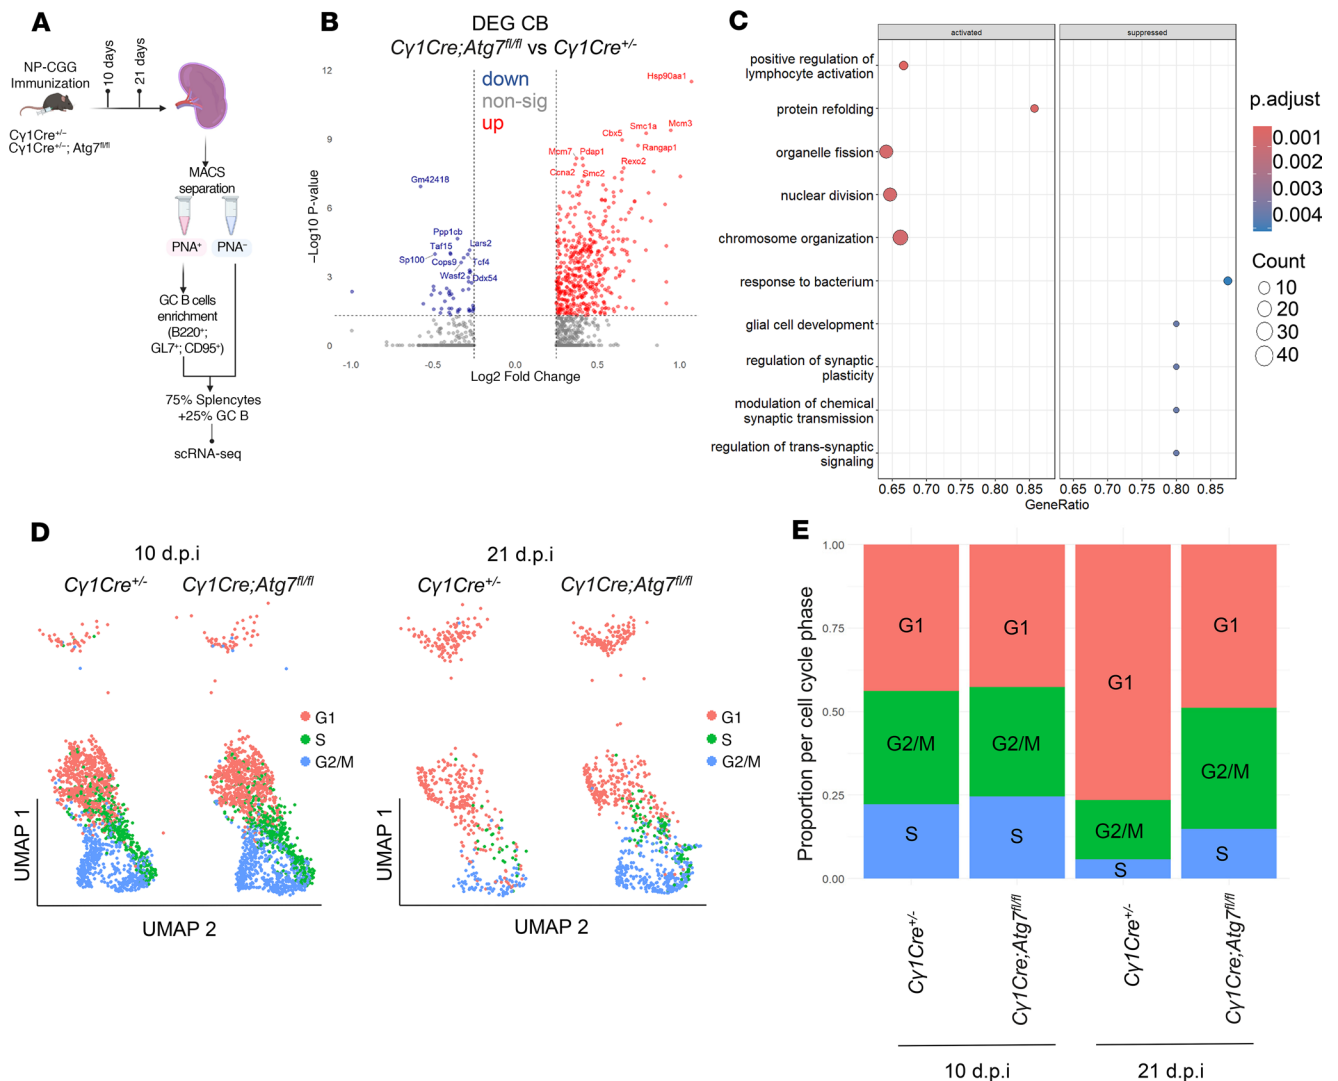 A
NP-CGG
Immunization
10 days
21 days
Cγ1Cre+/–
Cγ1Cre+/–; Atg7fl/fl
MACS
separation
PNA+
PNA–
GC B cells
enrichment
(B220+;
GL7+; CD95+)
75% Splencytes
+25% GC B
scRNA-seq
B
DEG CB
Cγ1Cre;Atg7fl/fl vs Cγ1Cre+/-
down
non-sig
up
–Log10 P-value
12
9
6
3
0
Hsp90aa1
Smc1a
Mcm3
Cbx5
Rangap1
Mcm7
Pdap1
Rexo2
Ccna2
Smc2
Gm42418
Ppp1cb
Taf15
Lars2
Sp100
Cops9
Tcf4
Wasf2
Ddx54
-1.0
-0.5
0.0
0.5
1.0
Log2 Fold Change
C
activated
suppressed
positive regulation of
lymphocyte activation
protein refolding
organelle fission
nuclear division
chromosome organization
response to bacterium
glial cell development
regulation of synaptic
plasticity
modulation of chemical
synaptic transmission
regulation of trans-synaptic
signaling
0.65 0.70 0.75 0.80 0.85
0.65 0.70 0.75 0.80 0.85
GeneRatio
p.adjust
0.001
0.002
0.003
0.004
Count
10
20
30
40
D
10 d.p.i
Cγ1Cre+/-
Cγ1Cre;Atg7fl/fl
G1
S
G2/M
UMAP 1
UMAP 2
21 d.p.i
Cγ1Cre+/-
Cγ1Cre;Atg7fl/fl
G1
S
G2/M
UMAP 1
UMAP 2
E
Proportion per cell cycle phase
1.00
0.75
0.50
0.25
0.00
G1
G2/M
S
G1
G2/M
S
G1
G2/M
S
G1
G2/M
S
Cγ1Cre+/-
Cγ1Cre;Atg7fl/fl
Cγ1Cre+/-
Cγ1Cre;Atg7fl/fl
10 d.p.i
21 d.p.i